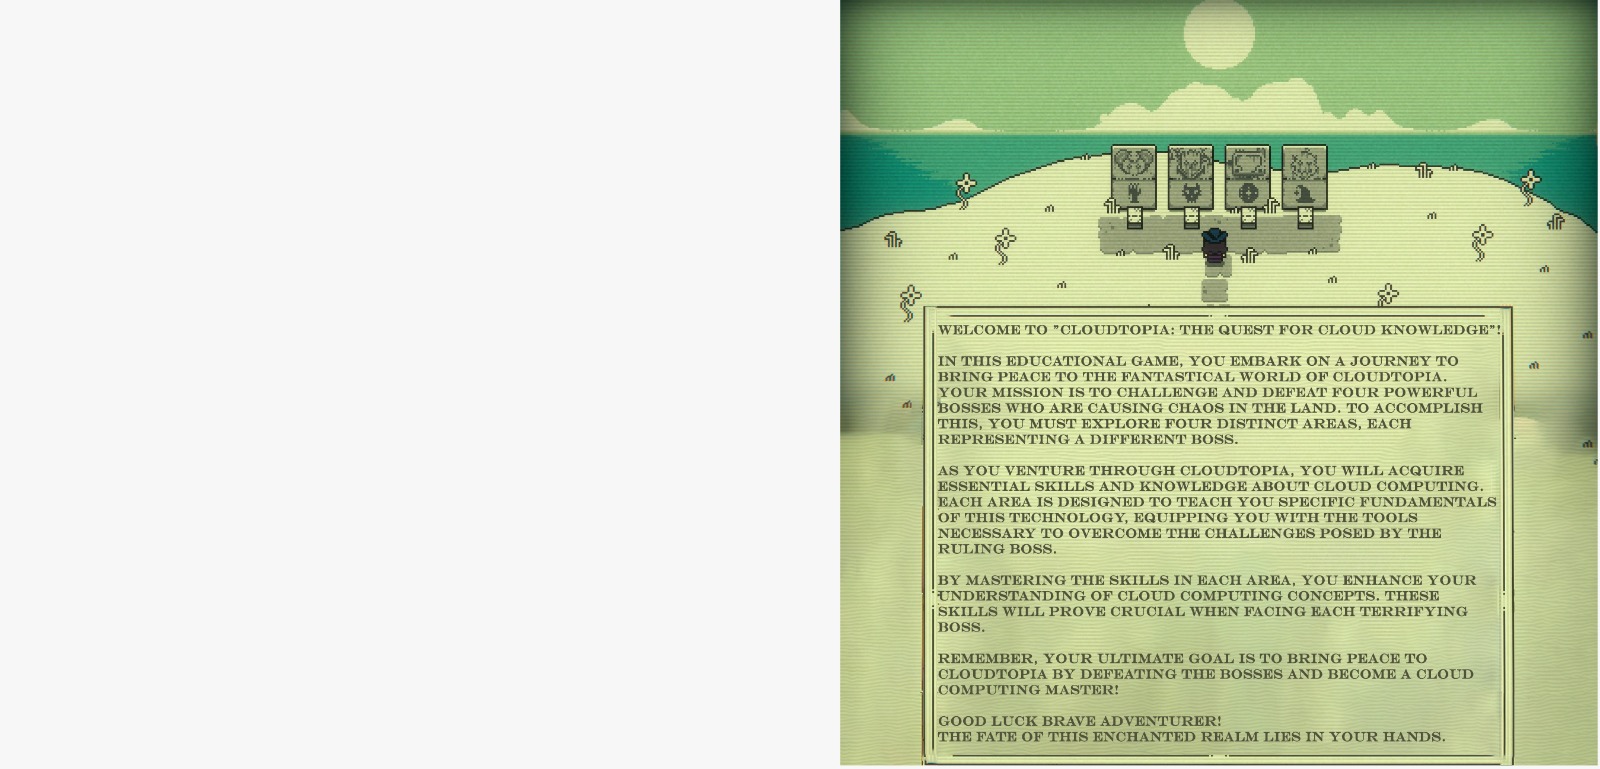 WELCOME TO "CLOUDTOPIA: THE QUEST FOR CLOUD KNOWLEDGE"!
IN THIS EDUCATIONAL GAME, YOU EMBARK ON A JOURNEY TO
BRING PEACE TO THE FANTASTICAL WORLD OF CLOUDTOPIA.
YOUR MISSION IS TO CHALLENGE AND DEFEAT FOUR POWERFUL
BOSSES WHO ARE CAUSING CHAOS IN THE LAND. TO ACCOMPLISH
THIS, YOU MUST EXPLORE FOUR DISTINCT AREAS, EACH
REPRESENTING A DIFFERENT BOSS.
AS YOU VENTURE THROUGH CLOUDTOPIA, YOU WILL ACQUIRE
ESSENTIAL SKILLS AND KNOWLEDGE ABOUT CLOUD COMPUTING.
EACH AREA IS DESIGNED TO TEACH YOU SPECIFIC FUNDAMENTALS
OF THIS TECHNOLOGY, EQUIPPING YOU WITH THE TOOLS
NECESSARY TO OVERCOME THE CHALLENGES POSED BY THE
RULING BOSS.
BY MASTERING THE SKILLS IN EACH AREA, YOU ENHANCE YOUR
UNDERSTANDING OF CLOUD COMPUTING CONCEPTS. THESE
SKILLS WILL PROVE CRUCIAL WHEN FACING EACH TERRIFYING
BOSS.
REMEMBER, YOUR ULTIMATE GOAL IS TO BRING PEACE TO
CLOUDTOPIA BY DEFEATING THE BOSSES AND BECOME A CLOUD
COMPUTING MASTER!
GOOD LUCK BRAVE ADVENTURER!
THE FATE OF THIS ENCHANTED REALM LIES IN YOUR HANDS.